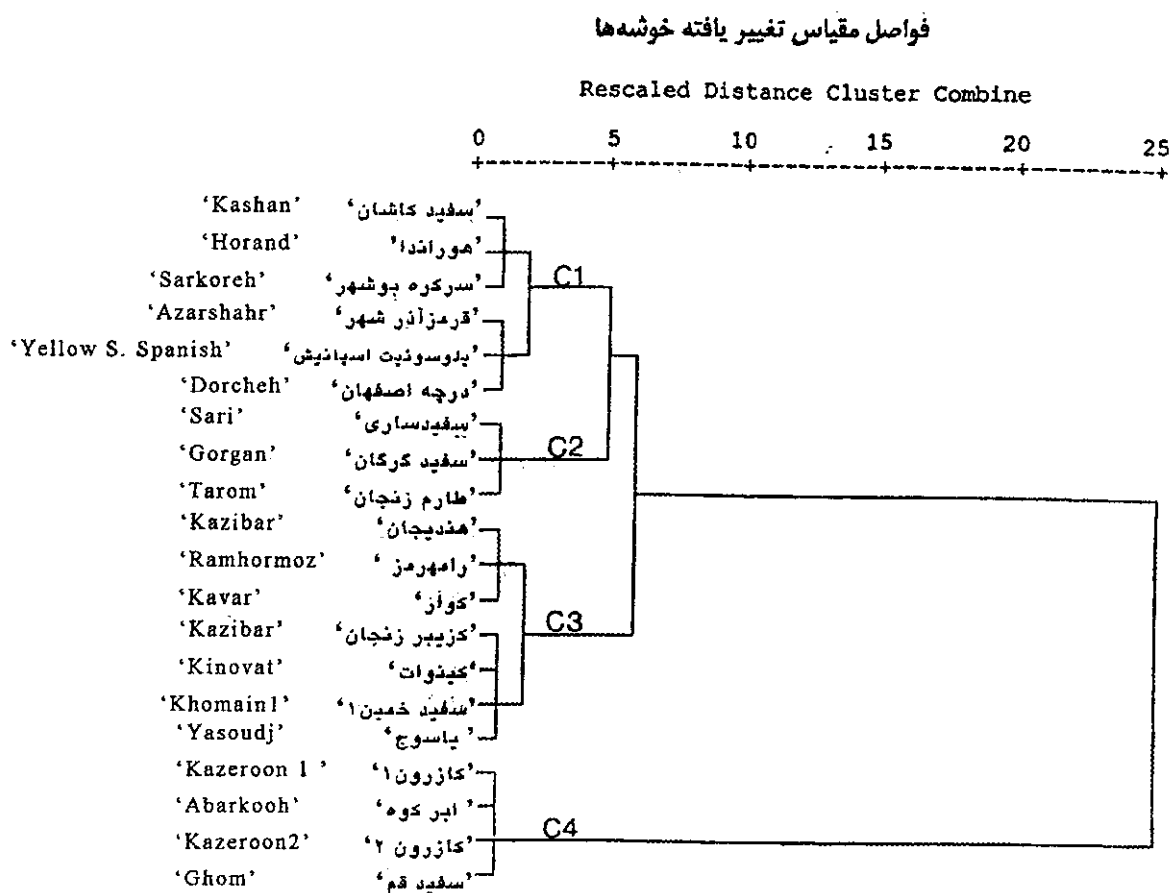 فواصل مقیاس تغییر یافته خوشه‌ها
Rescaled Distance Cluster Combine
0 5 10 15 20 25
‘Kashan’ ‘سفید کاشان’
‘Horand’ ’هوراندا’
‘Sarkoreh’ ‘سرکره بوشهر’
C1
‘Azarshahr’ ‘قرمزآذر شهر’
‘Yellow S. Spanish’ ‘یلوسوئیت اسپانیش’
‘Dorcheh’ ‘درچه اصفهان’
‘Sari’ ‘سفیدساری’
‘Gorgan’ ‘سفید گرگان’ C2
‘Tarom’ ‘طارم زنجان’
‘Kazibar’ ‘هندیجان’
‘Ramhormoz’ ‘رامهرمز’
‘Kavar’ ‘کوار’
‘Kazibar’ ‘کزیبر زنجان’ C3
‘Kinovat’ ‘کینوات‘
‘Khomain1’ ‘سفید خمین۱’
‘Yasoudj’ ‘یاسوج’
‘Kazeroon 1 ’ ‘کازرون۱’
‘Abarkooh’ ‘ابر کوه’
‘Kazeroon2’ ‘کازرون ۲’ C4
‘Ghom’ ‘سفید قم’